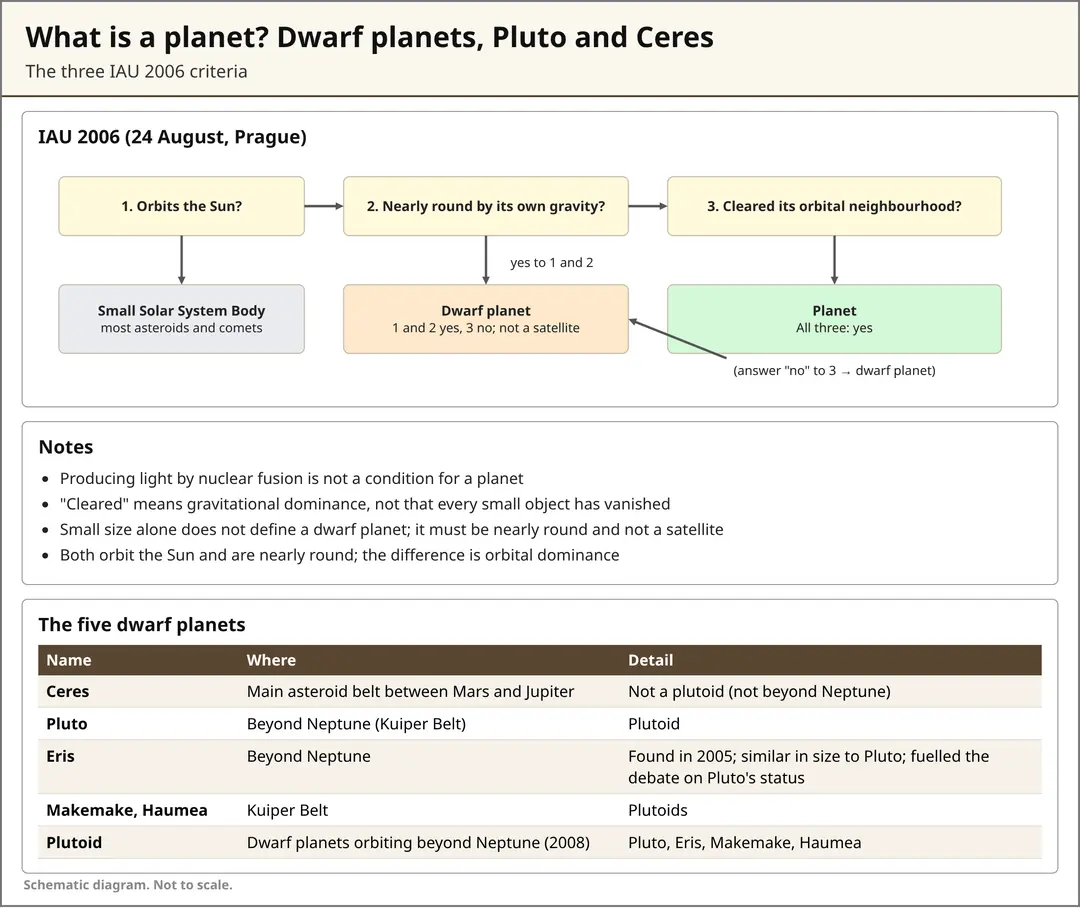 What is a planet? Dwarf planets, Pluto and Ceres
The three IAU 2006 criteria
IAU 2006 (24 August, Prague)
1. Orbits the Sun?
2. Nearly round by its own gravity?
3. Cleared its orbital neighbourhood?
yes to 1 and 2
Small Solar System Body
most asteroids and comets
Dwarf planet
1 and 2 yes, 3 no; not a satellite
Planet
All three: yes
(answer "no" to 3 → dwarf planet)
Notes
• Producing light by nuclear fusion is not a condition for a planet
• "Cleared" means gravitational dominance, not that every small object has vanished
• Small size alone does not define a dwarf planet; it must be nearly round and not a satellite
• Both orbit the Sun and are nearly round; the difference is orbital dominance
The five dwarf planets
Name Where Detail
Ceres Main asteroid belt between Mars and Jupiter Not a plutoid (not beyond Neptune)
Pluto Beyond Neptune (Kuiper Belt) Plutoid
Eris Beyond Neptune Found in 2005; similar in size to Pluto; fuelled the
debate on Pluto's status
Makemake, Haumea Kuiper Belt Plutoids
Plutoid Dwarf planets orbiting beyond Neptune (2008) Pluto, Eris, Makemake, Haumea
Schematic diagram. Not to scale.